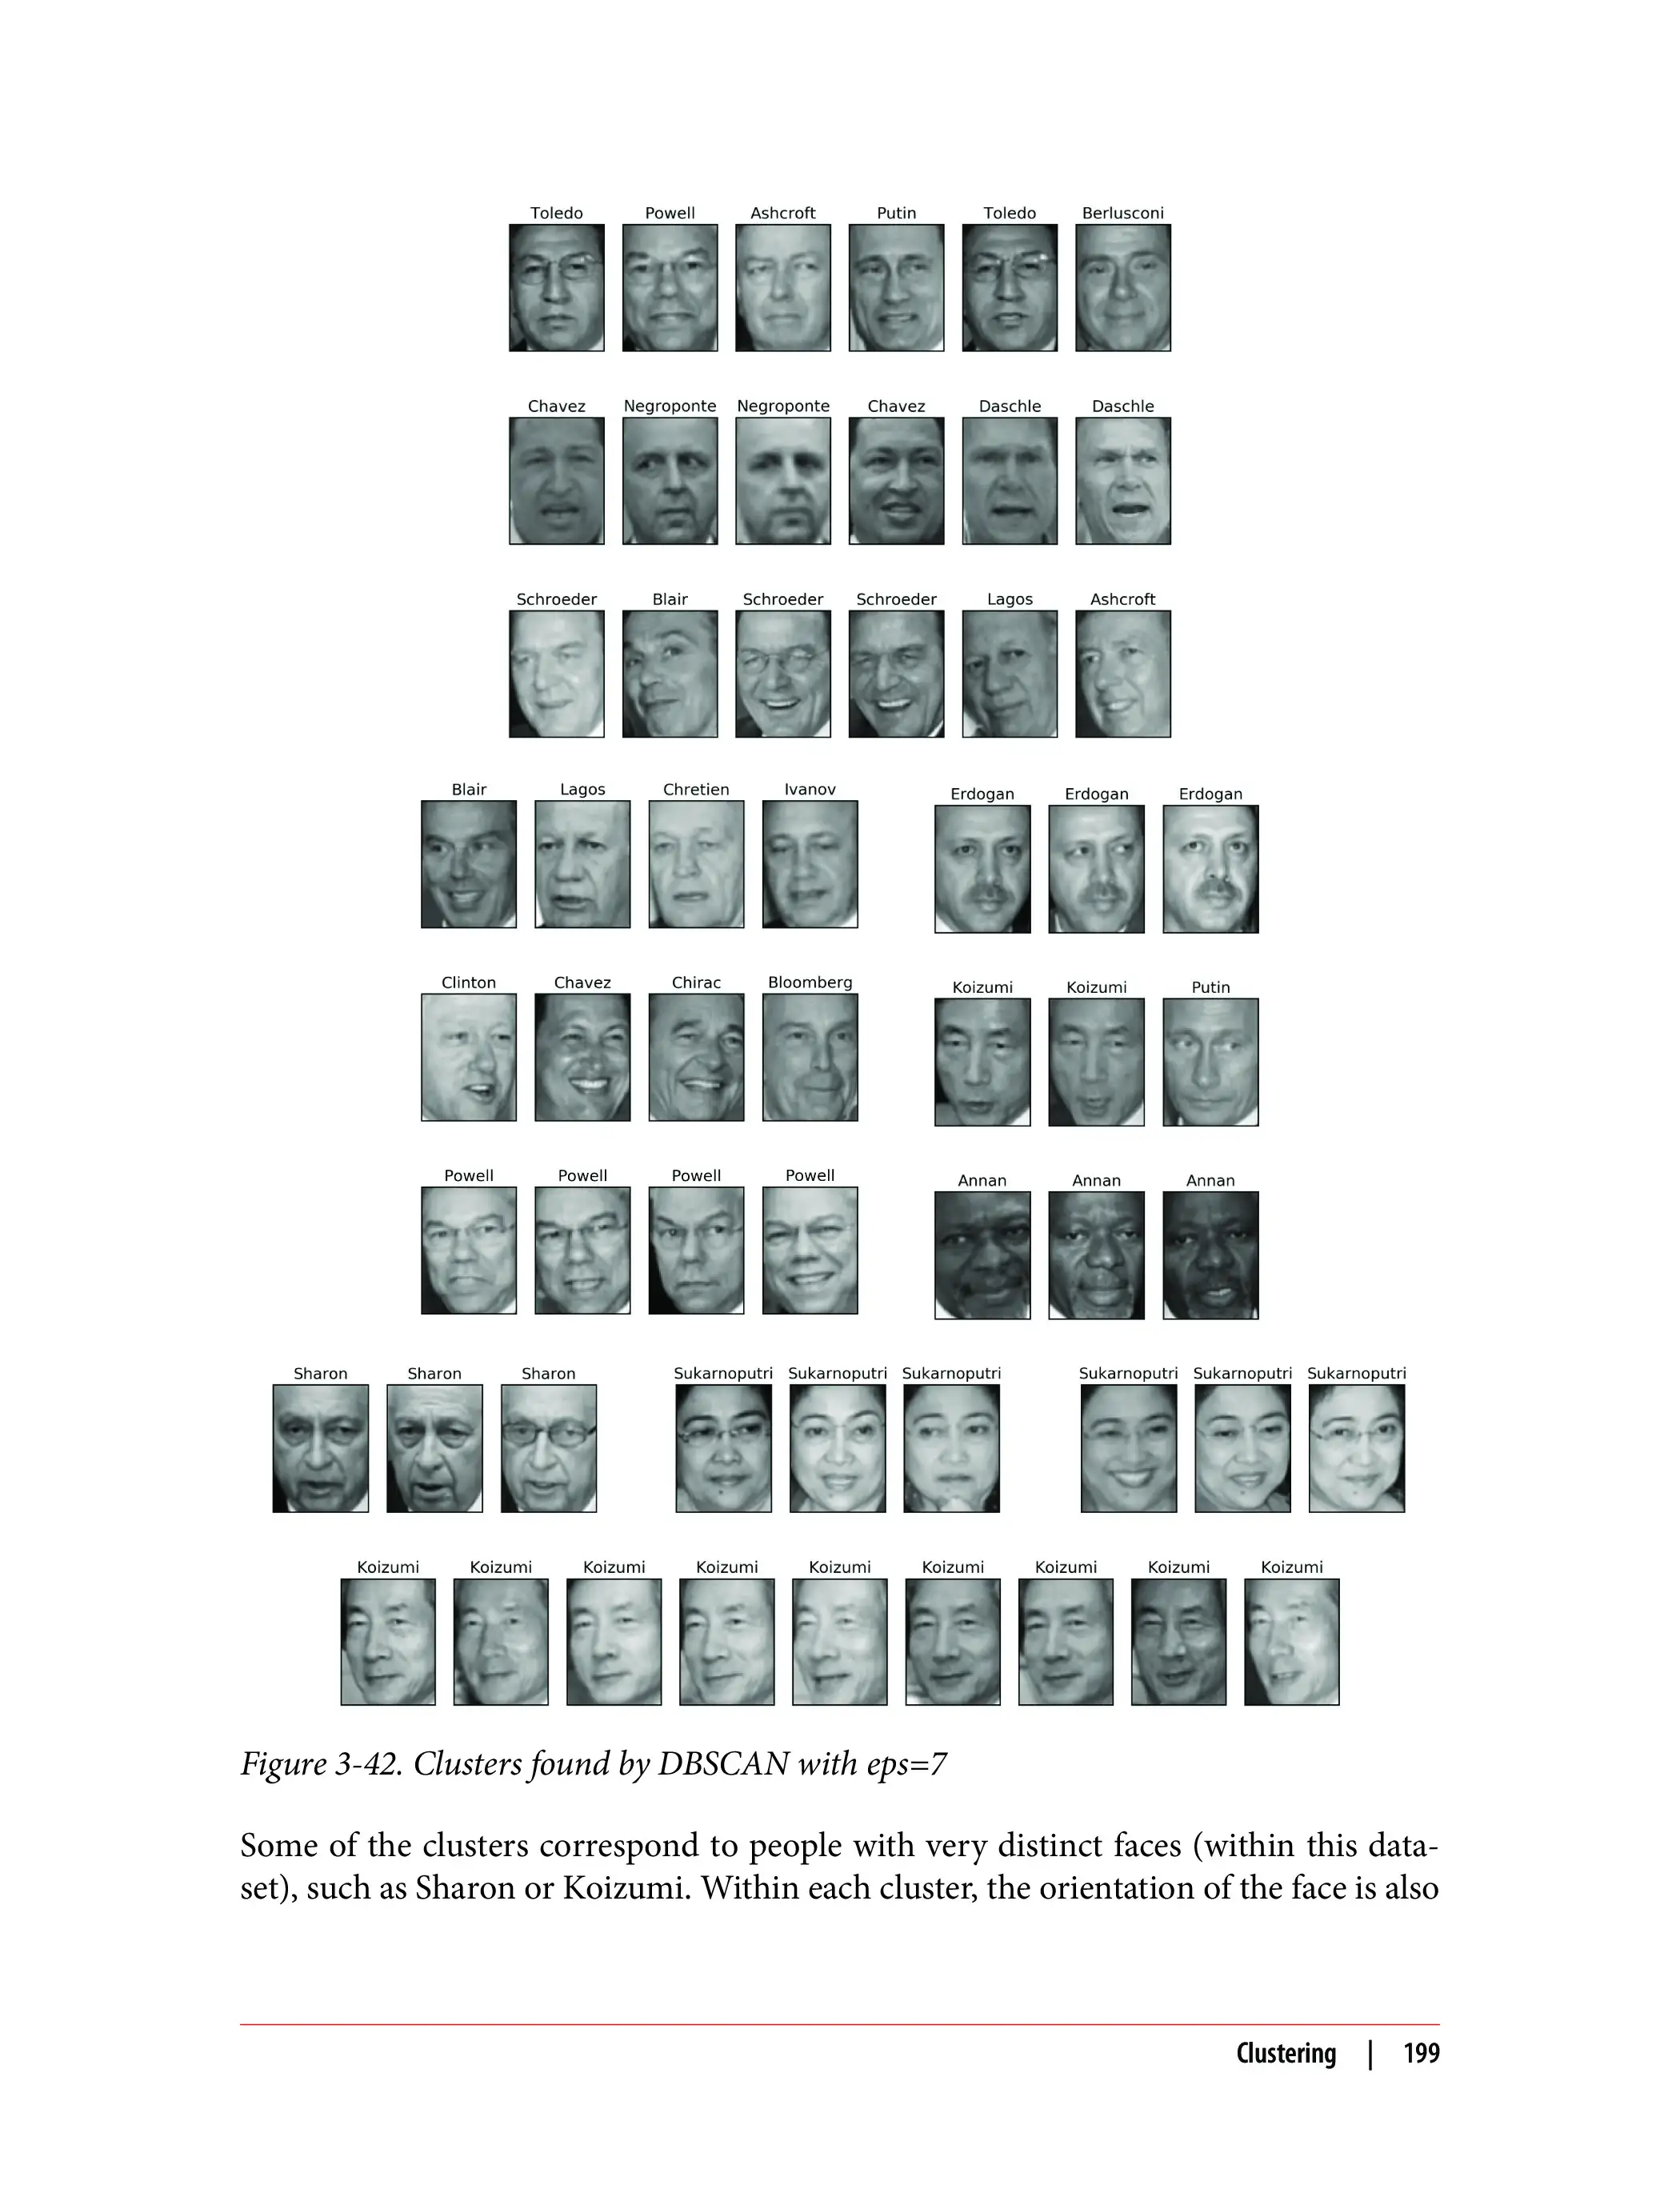 Toledo Powell Ashcroft Putin Toledo Berlusconi
Chavez Negroponte Negroponte Chavez Daschle Daschle
Schroeder Blair Schroeder Schroeder Lagos Ashcroft
Blair Lagos Chretien Ivanov Erdogan Erdogan Erdogan
Clinton Chavez Chirac Bloomberg Koizumi Koizumi Putin
Powell Powell Powell Powell Annan Annan Annan
Sharon Sharon Sharon Sukarnoputri Sukarnoputri Sukarnoputri Sukarnoputri Sukarnoputri Sukarnoputri
Koizumi Koizumi Koizumi Koizumi Koizumi Koizumi Koizumi Koizumi Koizumi
Figure 3-42. Clusters found by DBSCAN with eps=7
Some of the clusters correspond to people with very distinct faces (within this data-
set), such as Sharon or Koizumi. Within each cluster, the orientation of the face is also
Clustering | 199